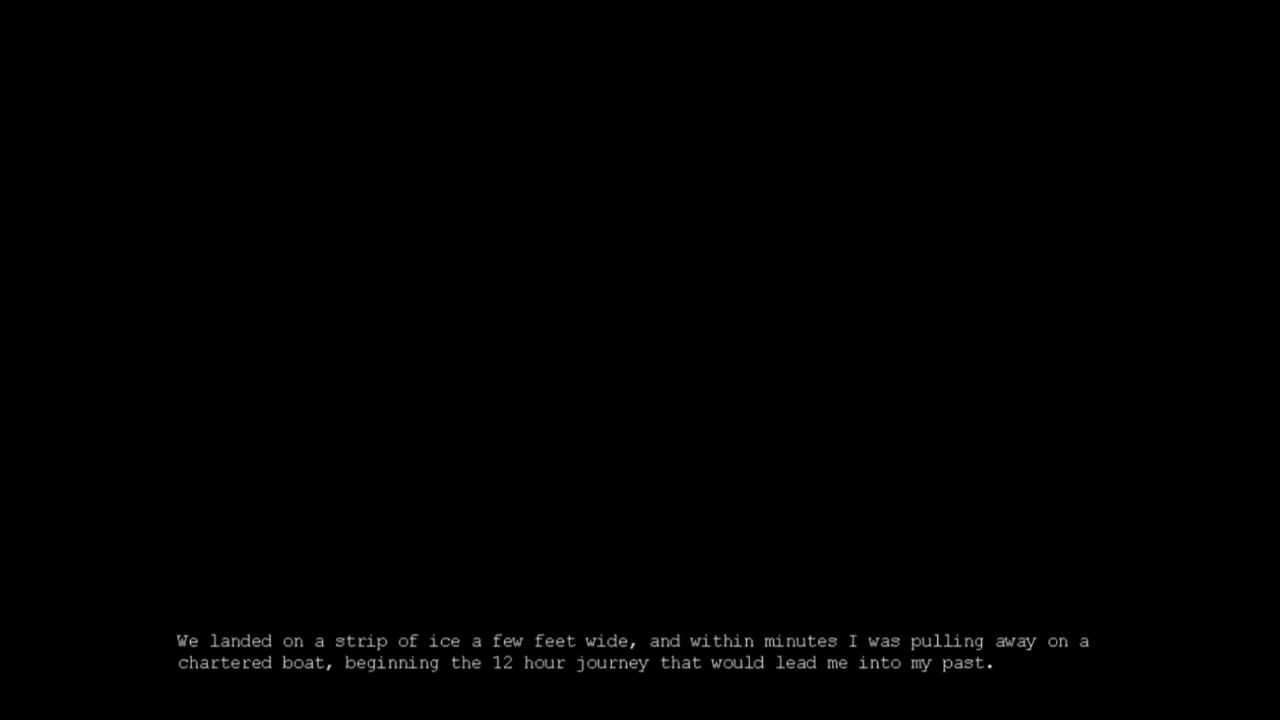 We landed on a strip of ice a few feet wide, and within minutes I was pulling away on a
chartered boat, beginning the 12 hour journey that would lead me into my past.